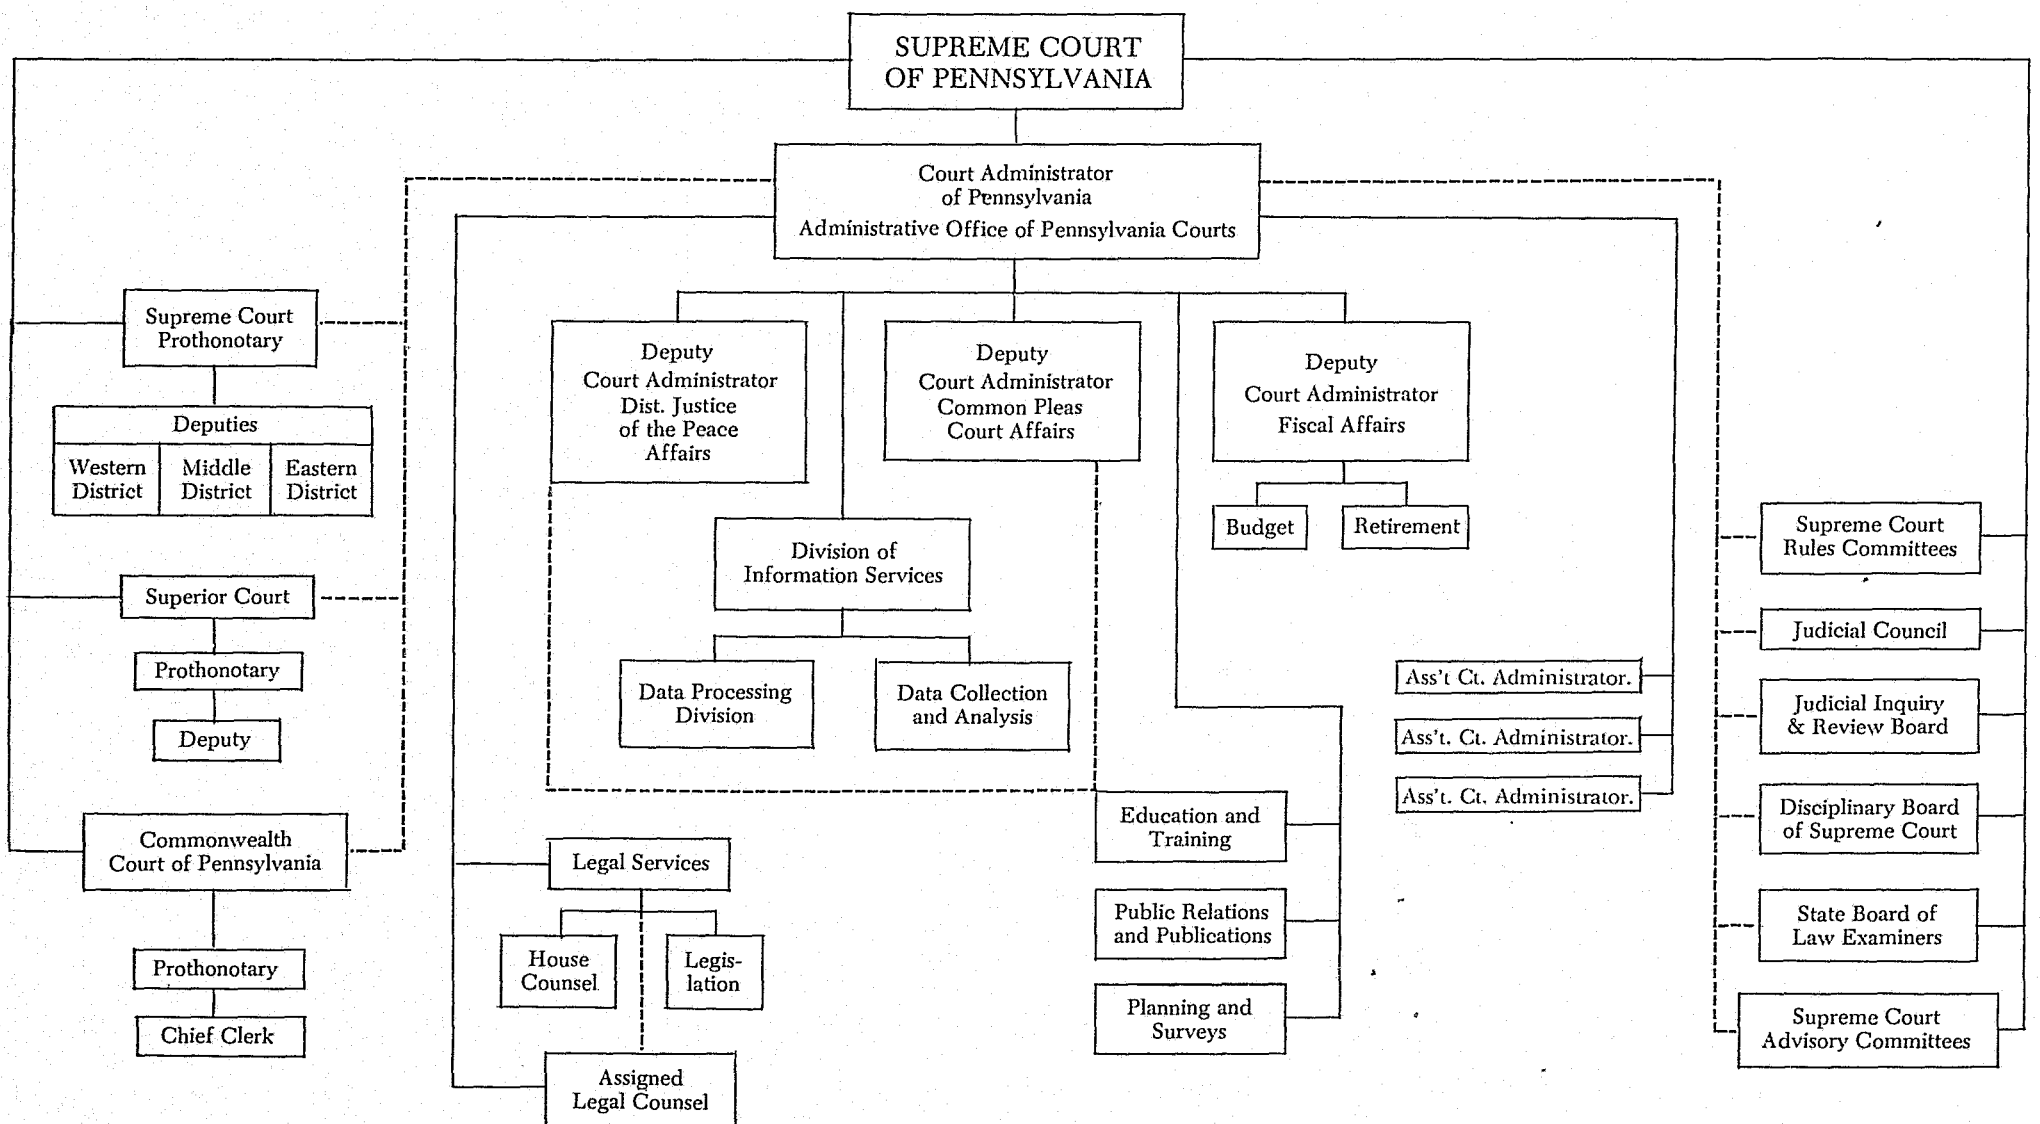 SUPREME COURT
OF PENNSYLVANIA
Court Administrator
of Pennsylvania
Administrative Office of Pennsylvania Courts
Supreme Court
Prothonotary
Deputies
Western
District
Middle
District
Eastern
District
Superior Court
Prothonotary
Deputy
Commonwealth
Court of Pennsylvania
Prothonotary
Chief Clerk
Deputy
Court Administrator
Dist. Justice
of the Peace
Affairs
Deputy
Court Administrator
Common Pleas
Court Affairs
Deputy
Court Administrator
Fiscal Affairs
Budget
Retirement
Division of
Information Services
Data Processing
Division
Data Collection
and Analysis
Legal Services
House
Counsel
Legis-
lation
Assigned
Legal Counsel
Education and
Training
Public Relations
and Publications
Planning and
Surveys
Ass't Ct. Administrator.
Ass't. Ct. Administrator.
Ass't. Ct. Administrator.
Supreme Court
Rules Committees
Judicial Council
Judicial Inquiry
& Review Board
Disciplinary Board
of Supreme Court
State Board of
Law Examiners
Supreme Court
Advisory Committees